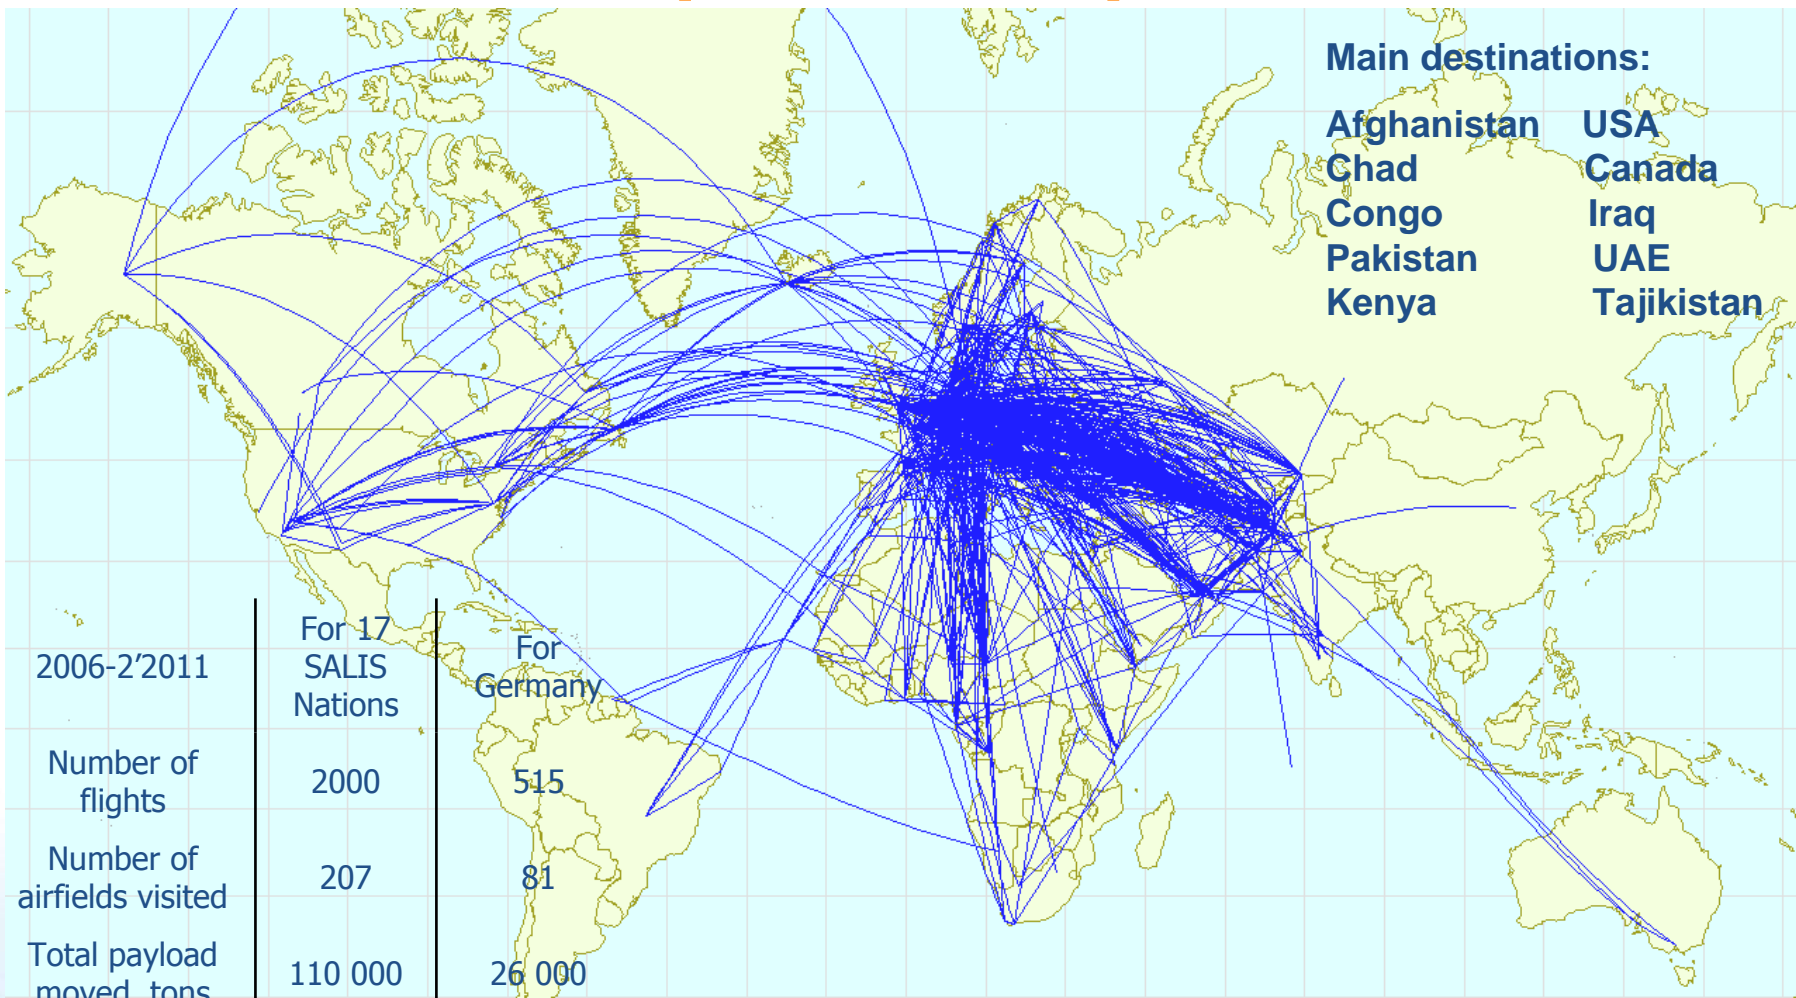 Main destinations:
Afghanistan USA
Chad Canada
Congo Iraq
Pakistan UAE
Kenya Tajikistan
2006-2’2011
For 17
SALIS
Nations
For
Germany
Number of
flights
2000
515
Number of
airfields visited
207
81
Total payload
moved, tons
110 000
26 000